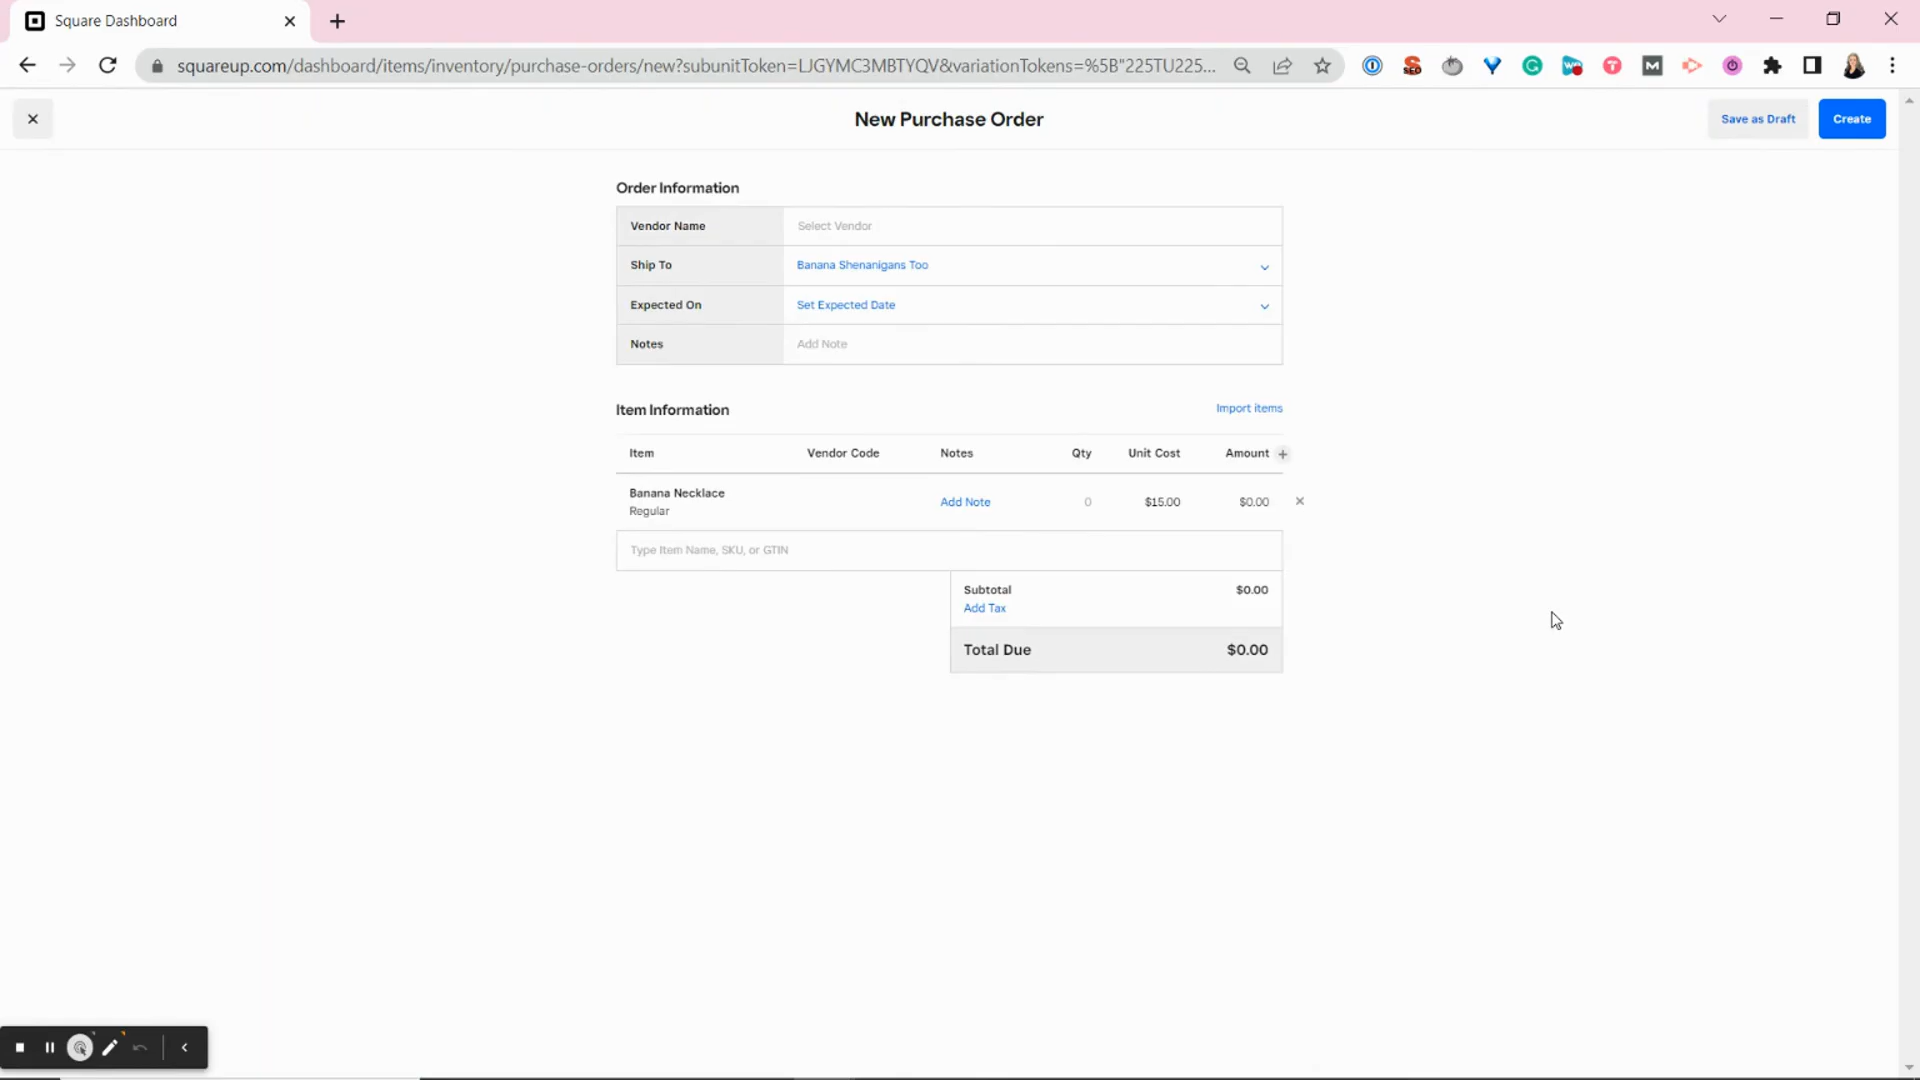 Square Dashboard
squareup.com/dashboard/items/inventory/purchase-orders/new?subunitToken=LJGYMC3MBTYQV&variationTokens=%5B"225TU225...
New Purchase Order
Save as Draft
Create
Order Information
Vendor Name Select Vendor
Ship To Banana Shenanigans Too
Expected On Set Expected Date
Notes Add Note
Item Information Import items
Item Vendor Code Notes Qty Unit Cost Amount +
Banana Necklace
Regular
Add Note 0 $15.00 $0.00
Type Item Name, SKU, or GTIN
Subtotal $0.00
Add Tax
Total Due $0.00